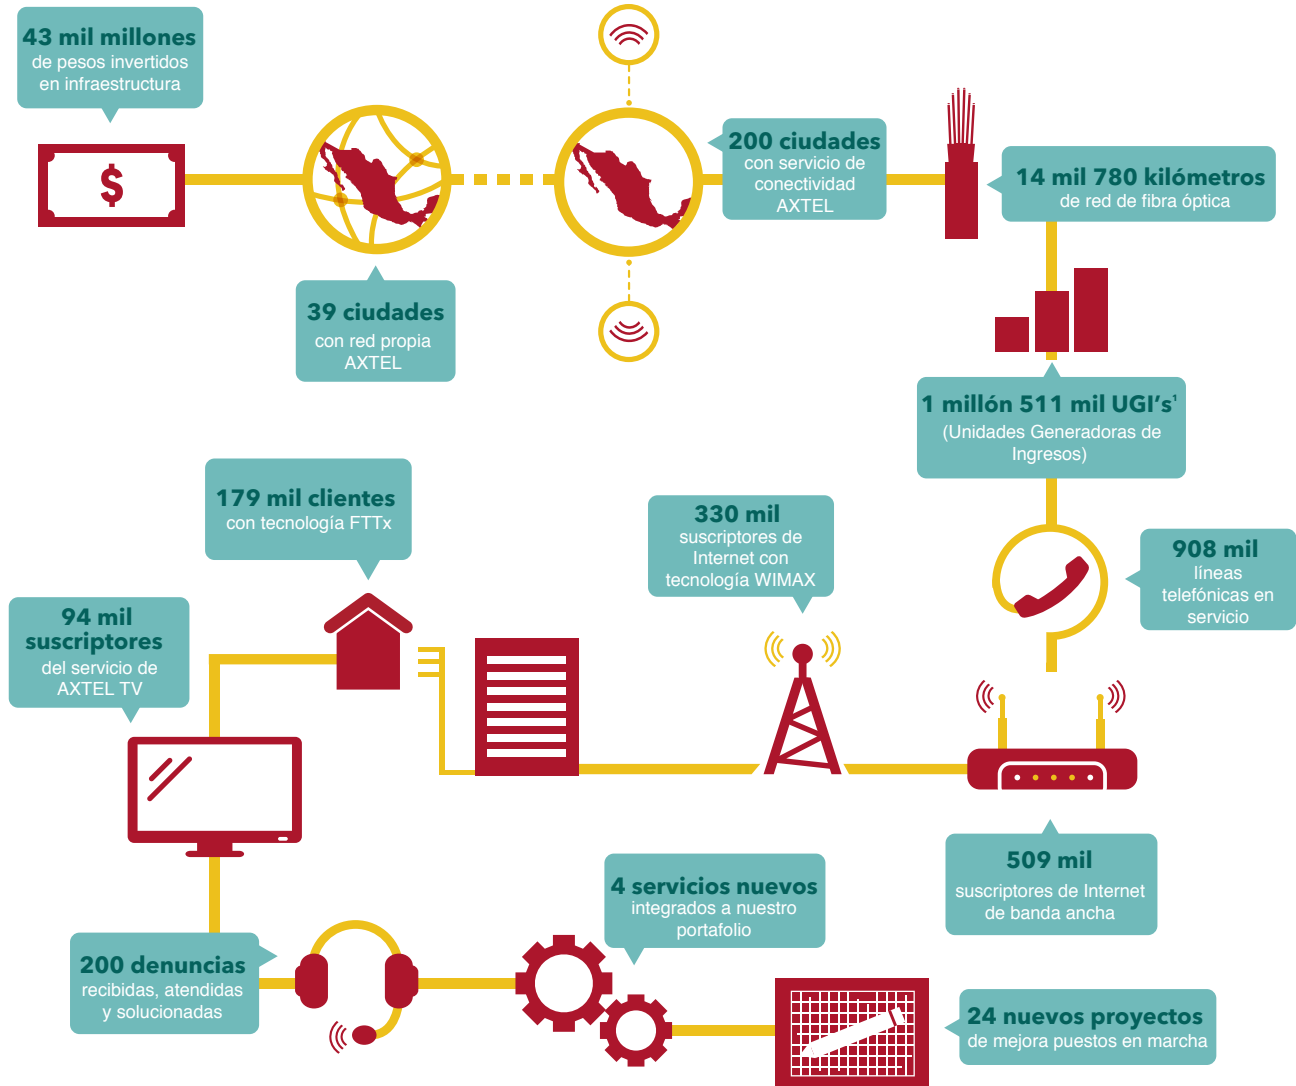 43 mil millones
de pesos invertidos
en infraestructura
$
39 ciudades
con red propia
AXTEL
200 ciudades
con servicio de
conectividad
AXTEL
14 mil 780 kilómetros
de red de fibra óptica
1 millón 511 mil UGI's¹
(Unidades Generadoras de
Ingresos)
908 mil
líneas
telefónicas en
servicio
509 mil
suscriptores de Internet
de banda ancha
330 mil
suscriptores de
Internet con
tecnología WIMAX
179 mil clientes
con tecnología FTTx
94 mil
suscriptores
del servicio de
AXTEL TV
200 denuncias
recibidas, atendidas
y solucionadas
4 servicios nuevos
integrados a nuestro
portafolio
24 nuevos proyectos
de mejora puestos en marcha